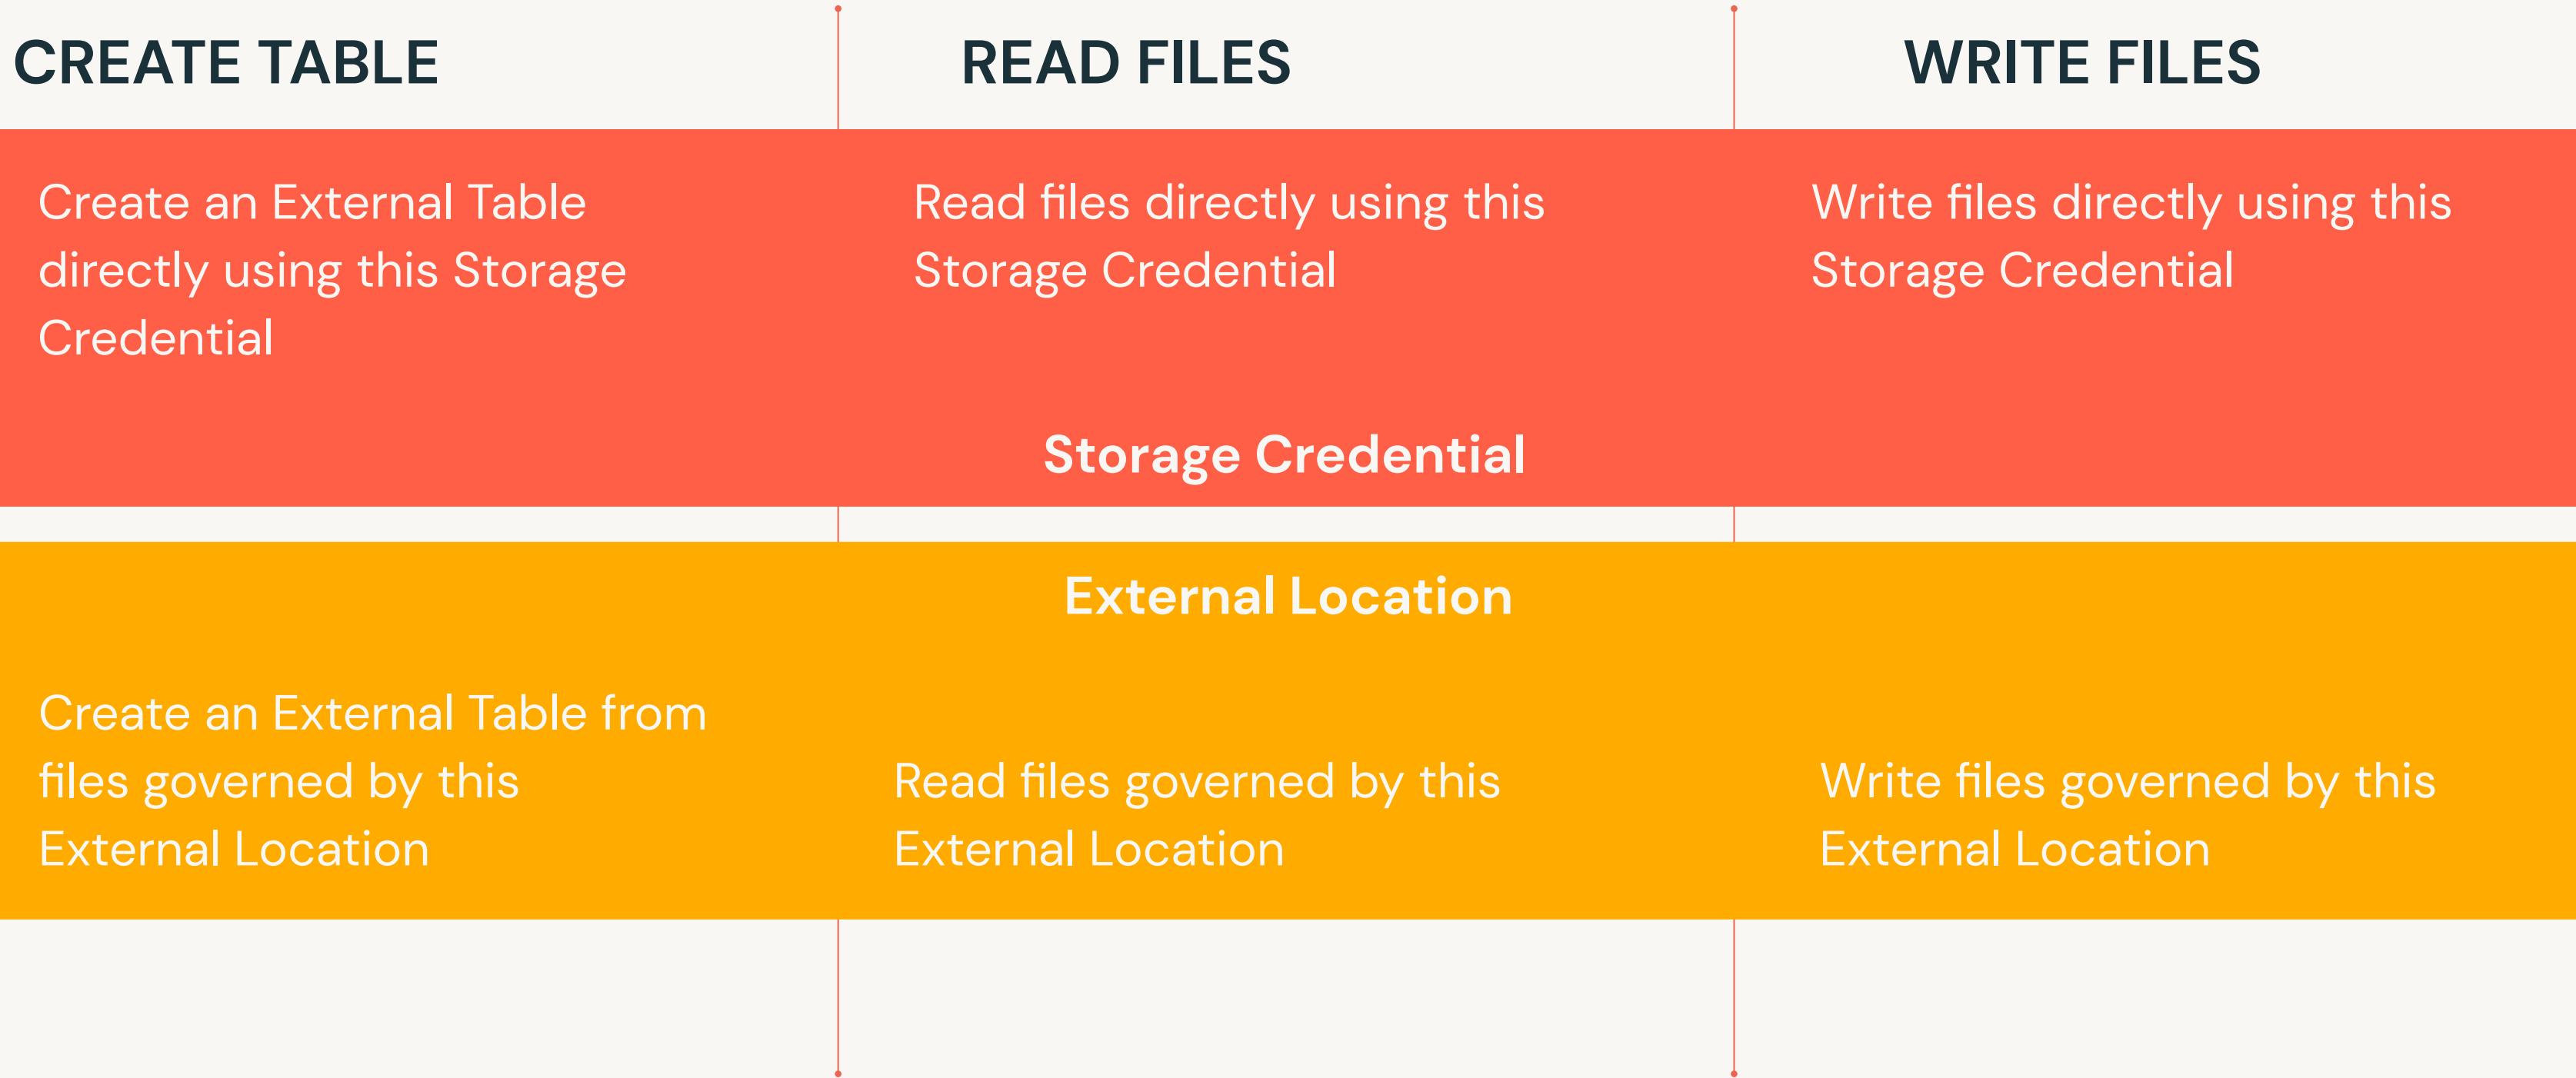 CREATE TABLE
READ FILES
WRITE FILES
Create an External Table
directly using this Storage
Credential
Read files directly using this
Storage Credential
Write files directly using this
Storage Credential
Storage Credential
External Location
Create an External Table from
files governed by this
External Location
Read files governed by this
External Location
Write files governed by this
External Location